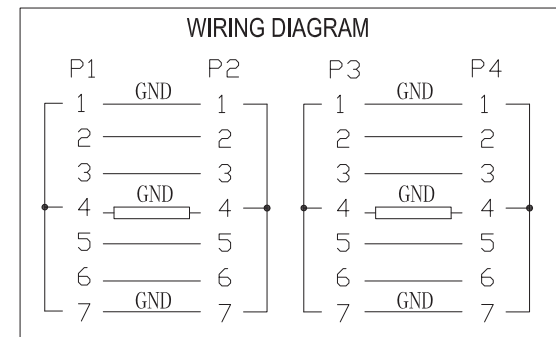 WIRING DIAGRAM
P1 P2 P3 P4
1 GND 1 1 GND 1
2 2 2 2
3 3 3 3
4 GND 4 4 GND 4
5 5 5 5
6 6 6 6
7 GND 7 7 GND 7